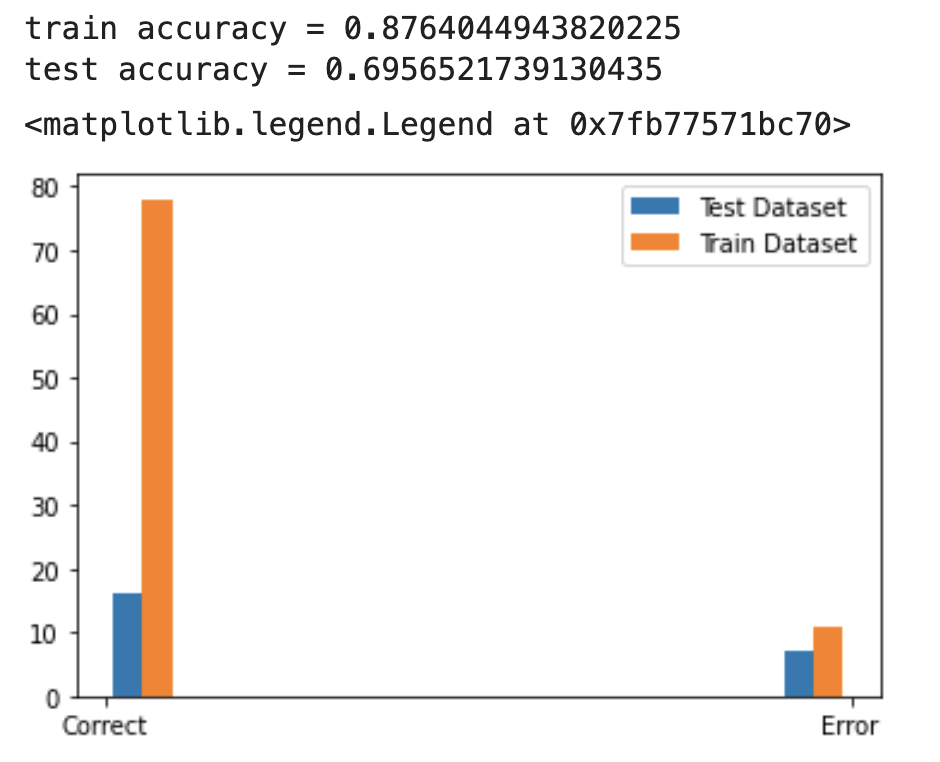 train accuracy = 0.8764044943820225
test accuracy = 0.6956521739130435
<matplotlib.legend.Legend at 0x7fb77571bc70>
Test Dataset
Train Dataset
80
70
60
50
40
30
20
10
0
Correct Error